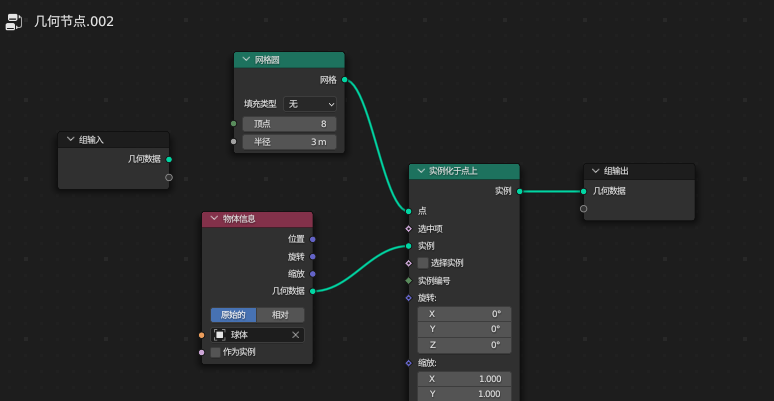 几何节点.002
网格圆
网格
填充类型 无
顶点 8
半径 3 m
组输入
几何数据
实例化于点上
实例
点
选中项
实例
选择实例
实例编号
旋转:
X 0°
Y 0°
Z 0°
缩放:
X 1.000
Y 1.000
组输出
几何数据
物体信息
位置
旋转
缩放
几何数据
原始的 相对
球体
作为实例